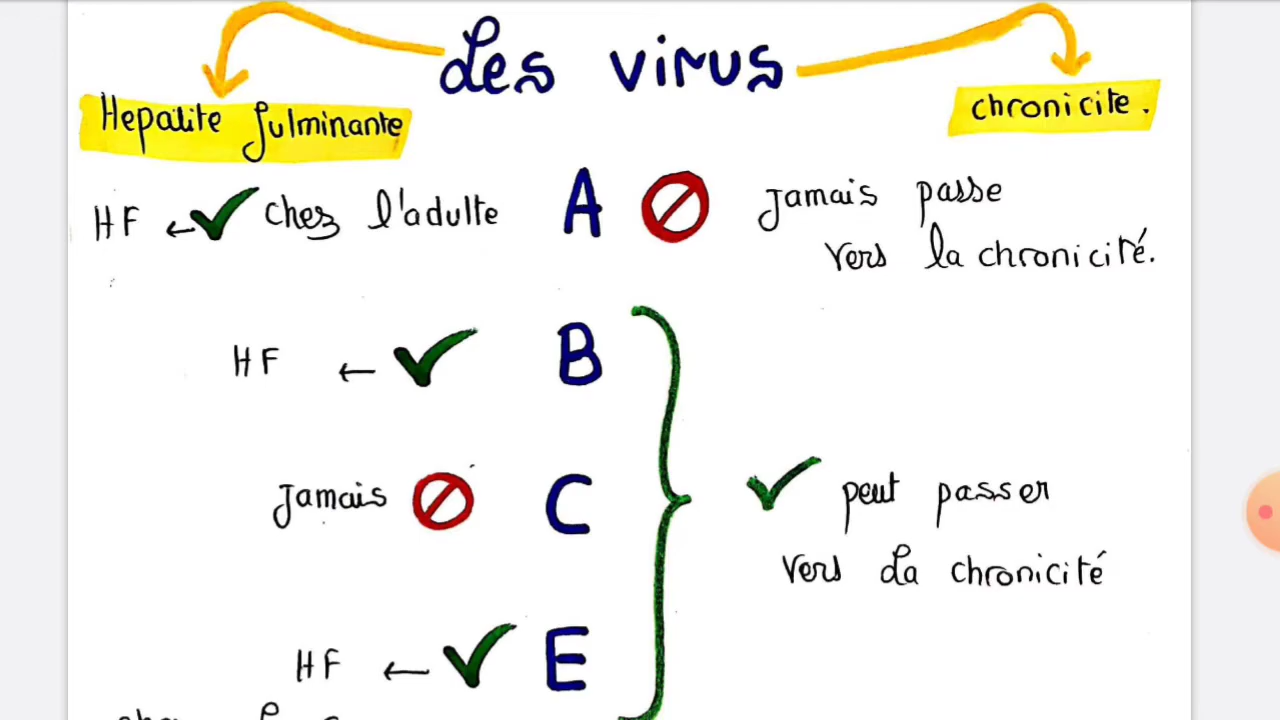 Les virus
Hepatite fulminante
chronicite.
HF ← ✓ chez l'adulte A jamais passe
vers la chronicité.
HF ← ✓ B
Jamais C
✓ peut passer
vers La chronicité
HF ← ✓ E